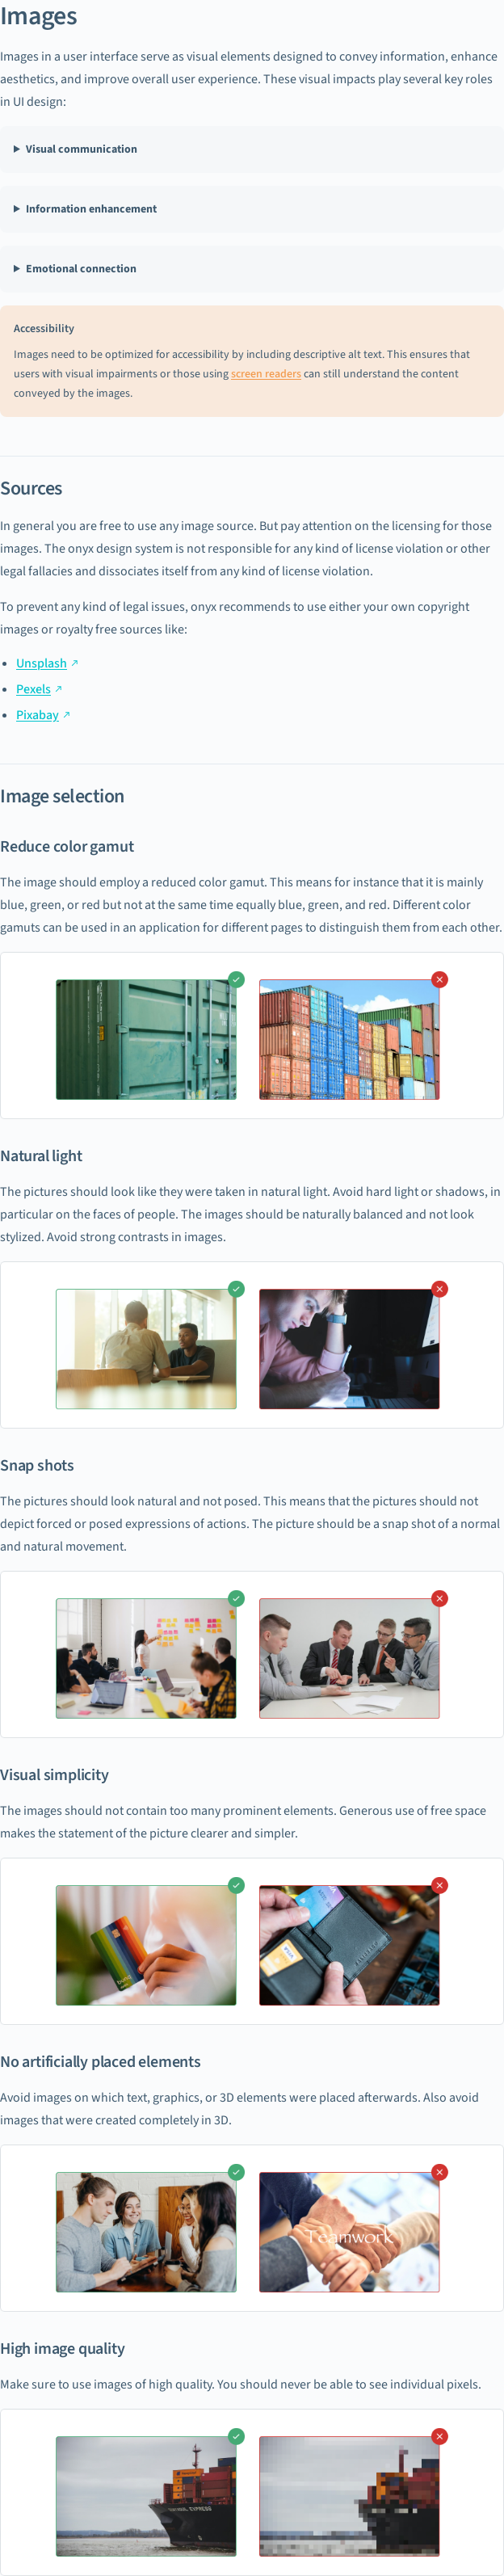 Images
Images in a user interface serve as visual elements designed to convey information, enhance
aesthetics, and improve overall user experience. These visual impacts play several key roles
in UI design:
Visual communication
Information enhancement
Emotional connection
Accessibility
Images need to be optimized for accessibility by including descriptive alt text. This ensures that
users with visual impairments or those using screen readers can still understand the content
conveyed by the images.
Sources
In general you are free to use any image source. But pay attention on the licensing for those
images. The onyx design system is not responsible for any kind of license violation or other
legal fallacies and dissociates itself from any kind of license violation.
To prevent any kind of legal issues, onyx recommends to use either your own copyright
images or royalty free sources like:
Unsplash
Pexels
Pixabay
Image selection
Reduce color gamut
The image should employ a reduced color gamut. This means for instance that it is mainly
blue, green, or red but not at the same time equally blue, green, and red. Different color
gamuts can be used in an application for different pages to distinguish them from each other.
Natural light
The pictures should look like they were taken in natural light. Avoid hard light or shadows, in
particular on the faces of people. The images should be naturally balanced and not look
stylized. Avoid strong contrasts in images.
Snap shots
The pictures should look natural and not posed. This means that the pictures should not
depict forced or posed expressions of actions. The picture should be a snap shot of a normal
and natural movement.
Visual simplicity
The images should not contain too many prominent elements. Generous use of free space
makes the statement of the picture clearer and simpler.
VISA
No artificially placed elements
Avoid images on which text, graphics, or 3D elements were placed afterwards. Also avoid
images that were created completely in 3D.
Teamwork
High image quality
Make sure to use images of high quality. You should never be able to see individual pixels.
EXPRESS